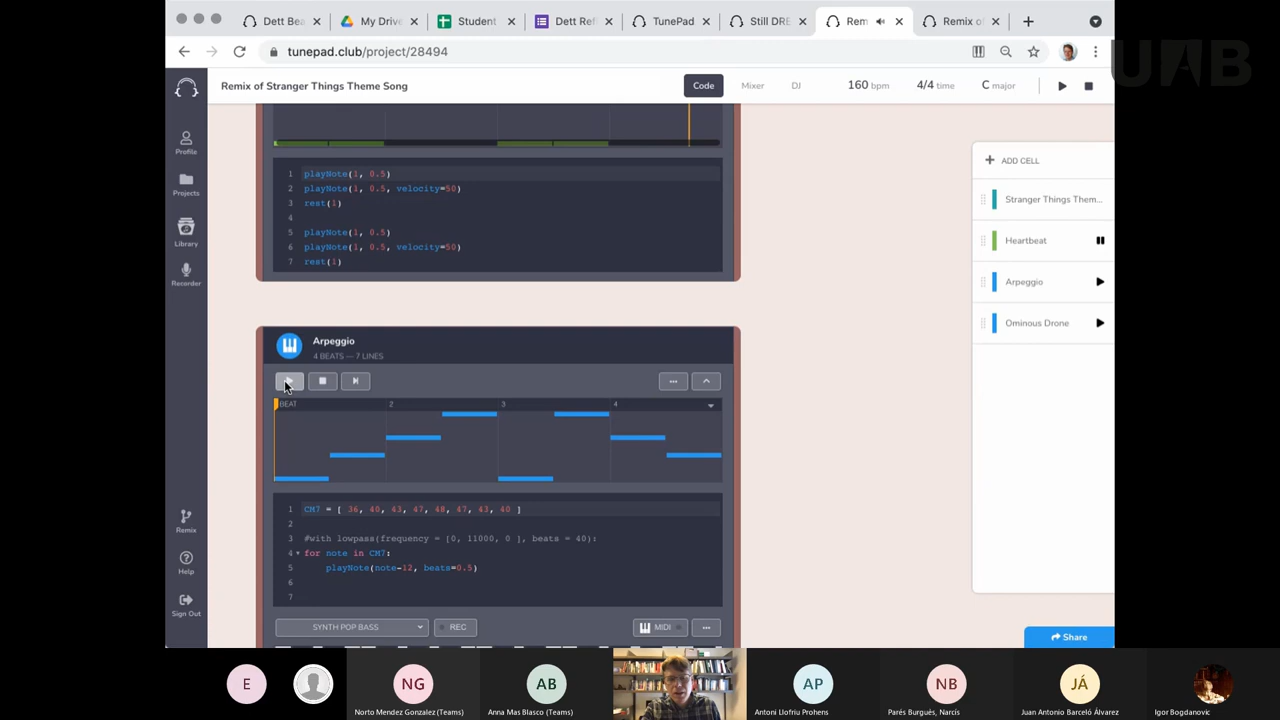 Dett Bea
My Drive
Student
Dett Refl
TunePad
Still DRE
Rem
Remix of
tunepad.club/project/28494
UAB
Remix of Stranger Things Theme Song
Code
Mixer
DJ
160 bpm
4/4 time
C major
Profile
Projects
Library
Recorder
Remix
Help
Sign Out
1 playNote(1, 0.5)
2 playNote(1, 0.5, velocity=50)
3 rest(1)
4
5 playNote(1, 0.5)
6 playNote(1, 0.5, velocity=50)
7 rest(1)
Arpeggio
4 BEATS — 7 LINES
BEAT 2 3 4
1 CM7 = [ 36, 40, 43, 47, 48, 47, 43, 40 ]
2
3 #with lowpass(frequency = [0, 11000, 0 ], beats = 40):
4 for note in CM7:
5 playNote(note-12, beats=0.5)
6
7
SYNTH POP BASS
REC
MIDI
ADD CELL
Stranger Things Them...
Heartbeat
Arpeggio
Ominous Drone
Share
E
NG
Norto Mendez Gonzalez (Teams)
AB
Anna Mas Blasco (Teams)
AP
Antoni Llofriu Prohens
NB
Parés Burgués, Narcís
JÁ
Juan Antonio Barceló Álvarez
Igor Bogdanovic